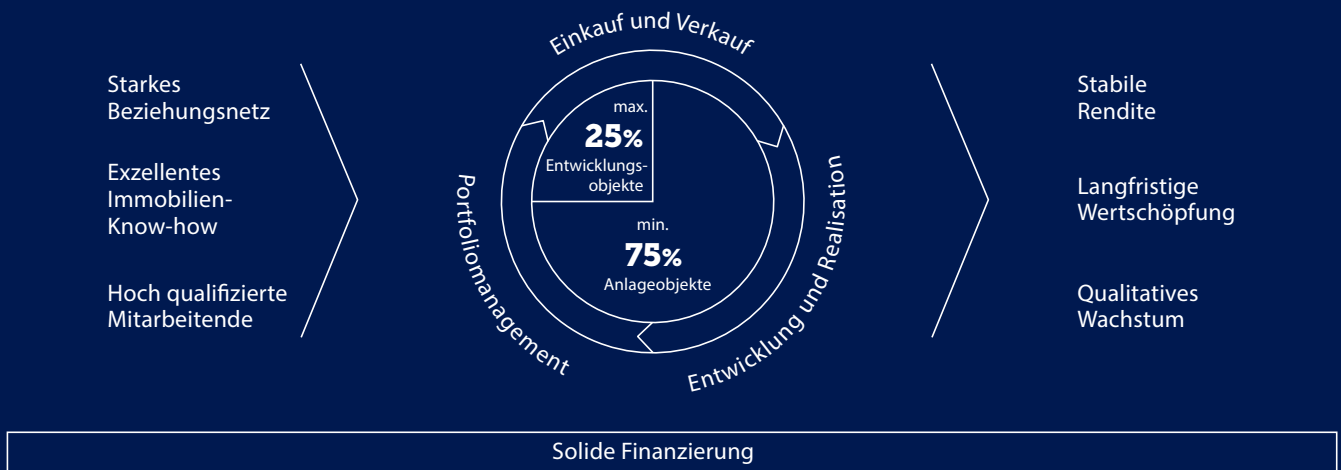 Starkes
Beziehungsnetz
Exzellentes
Immobilien-
Know-how
Hoch qualifizierte
Mitarbeitende
Einkauf und Verkauf
max.
25%
Entwicklungs-
objekte
min.
75%
Anlageobjekte
Portfoliomanagement
Entwicklung und Realisation
Stabile
Rendite
Langfristige
Wertschöpfung
Qualitatives
Wachstum
Solide Finanzierung